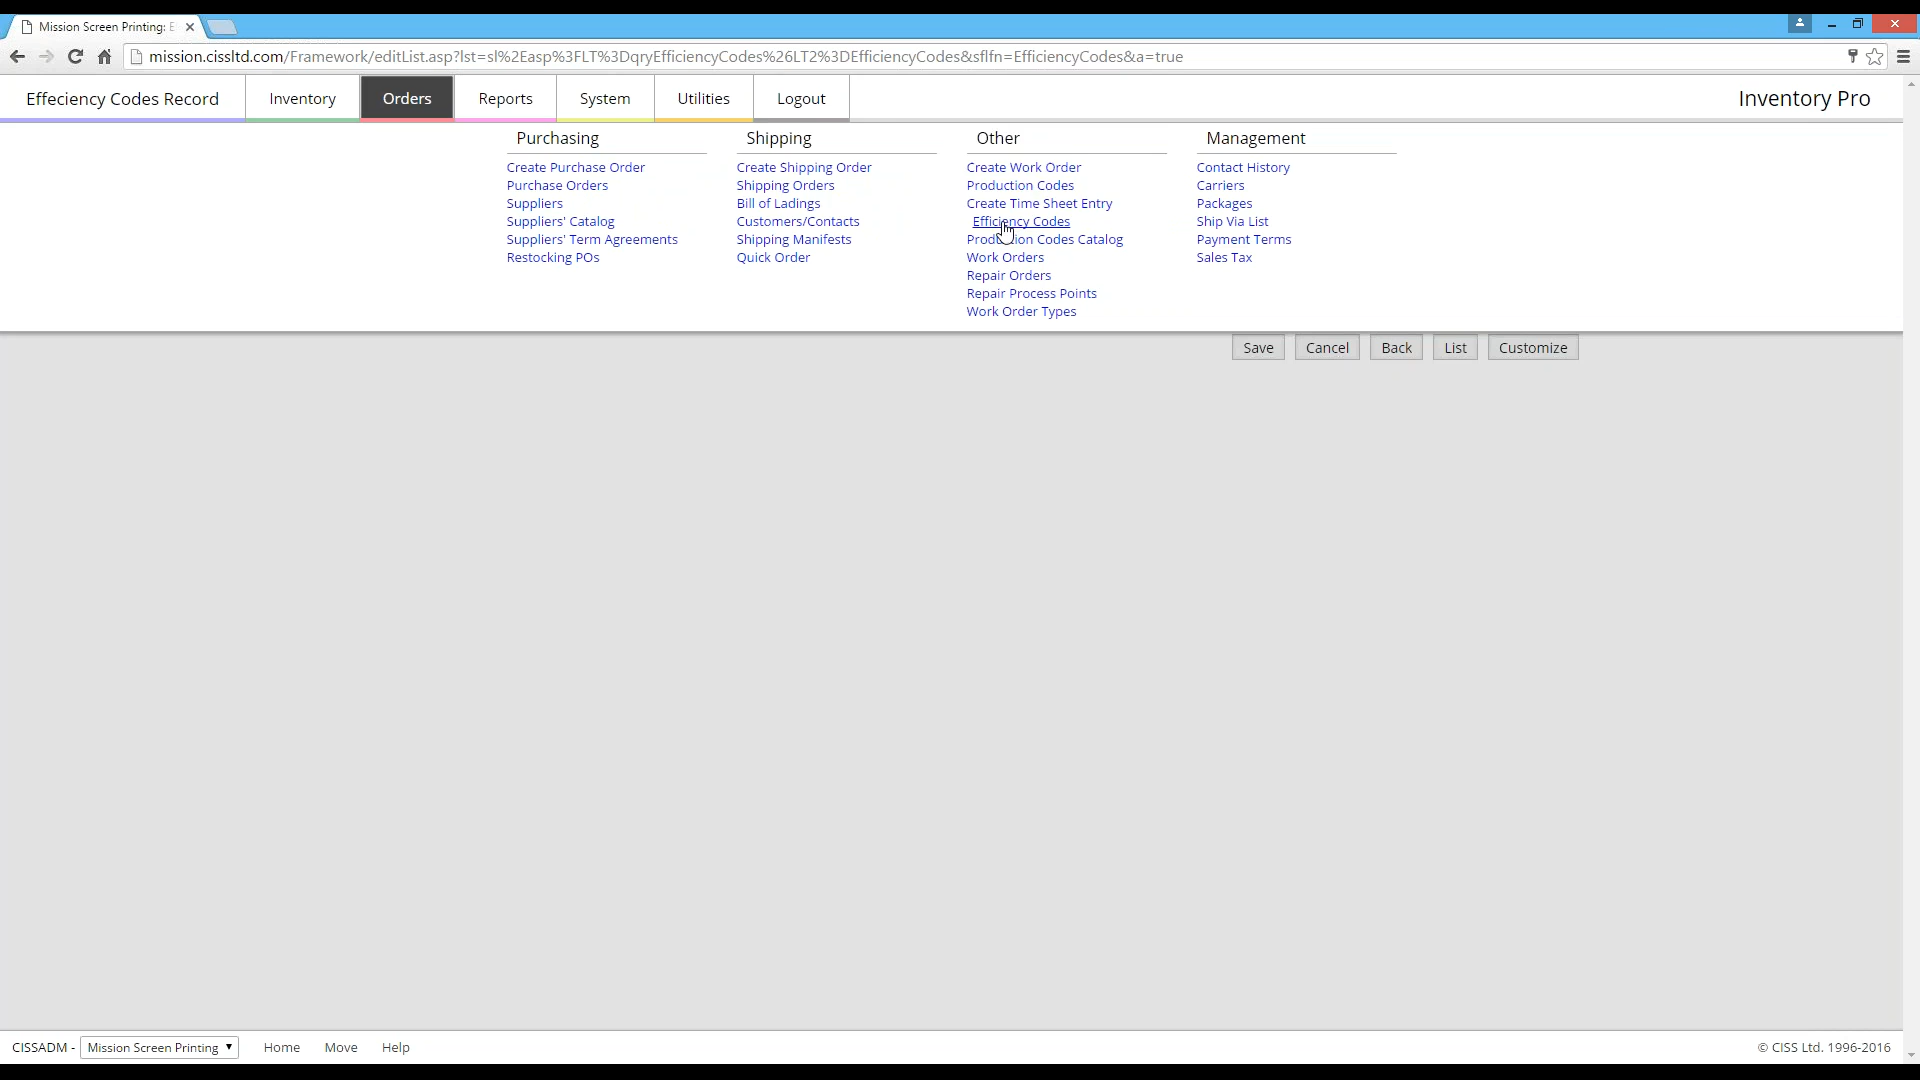 Mission Screen Printing: E
mission.cissltd.com/Framework/editList.asp?lst=sl%2Easp%3FLT%3DqryEfficiencyCodes%26LT2%3DEfficiencyCodes&sflfn=EfficiencyCodes&a=true
Effeciency Codes Record Inventory Orders Reports System Utilities Logout Inventory Pro
Purchasing
Create Purchase Order
Purchase Orders
Suppliers
Suppliers' Catalog
Suppliers' Term Agreements
Restocking POs
Shipping
Create Shipping Order
Shipping Orders
Bill of Ladings
Customers/Contacts
Shipping Manifests
Quick Order
Other
Create Work Order
Production Codes
Create Time Sheet Entry
Efficiency Codes
Production Codes Catalog
Work Orders
Repair Orders
Repair Process Points
Work Order Types
Management
Contact History
Carriers
Packages
Ship Via List
Payment Terms
Sales Tax
Save Cancel Back List Customize
CISSADM - Mission Screen Printing Home Move Help © CISS Ltd. 1996-2016